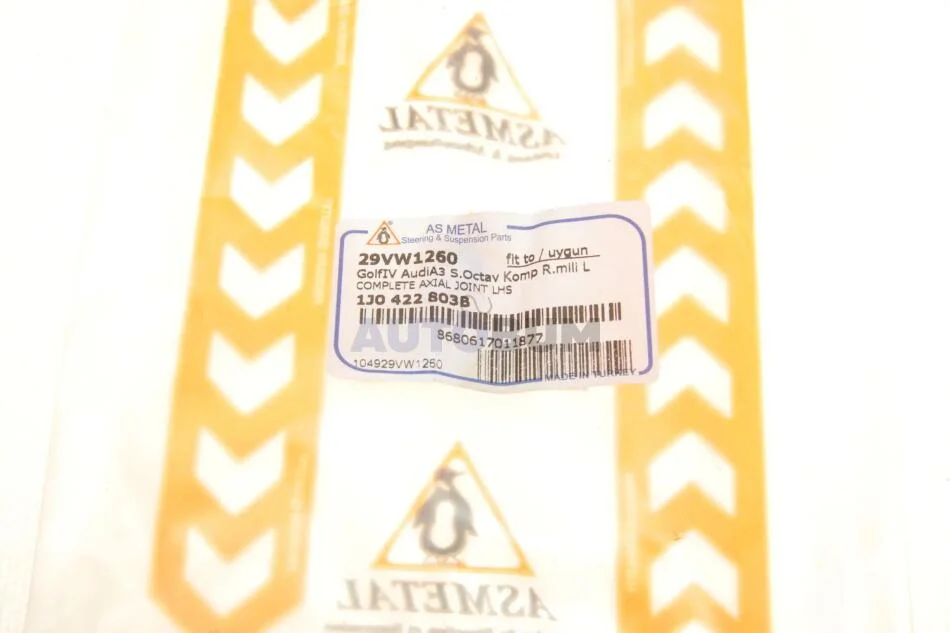 ASMETAL
AS METAL
Steering & Suspension Parts
29VW1260
fit to / uygun
GolfIV AudiA3 S.Octav Komp R.mili L
COMPLETE AXIAL JOINT LHS
1J0 422 803B
8680617011877
104929VW1260
MADE IN TURKEY
ASMETAL